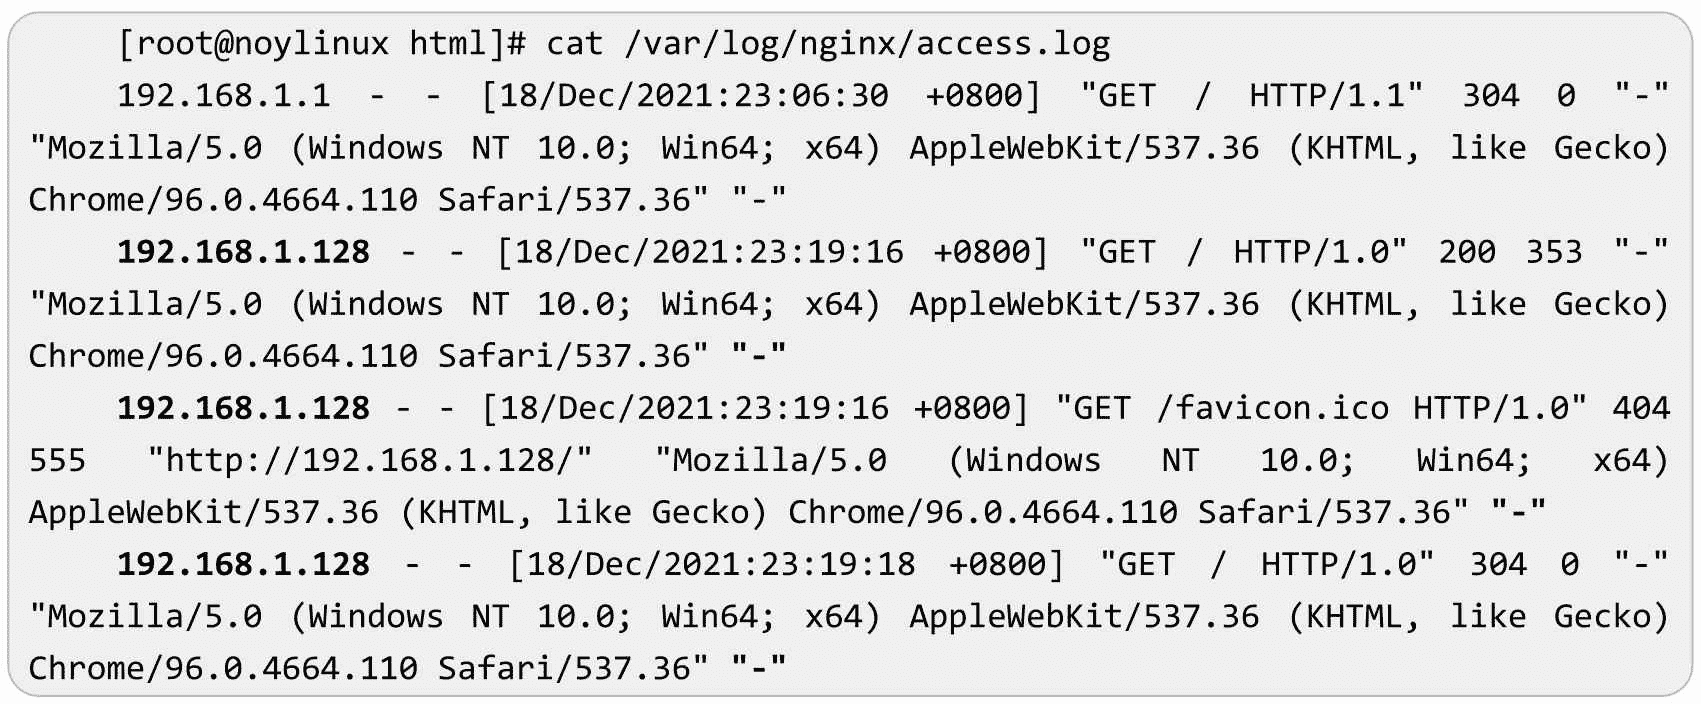 [root@noylinux html]# cat /var/log/nginx/access.log
192.168.1.1 - - [18/Dec/2021:23:06:30 +0800] "GET / HTTP/1.1" 304 0 "-"
"Mozilla/5.0 (Windows NT 10.0; Win64; x64) AppleWebKit/537.36 (KHTML, like Gecko)
Chrome/96.0.4664.110 Safari/537.36" "-"
192.168.1.128 - - [18/Dec/2021:23:19:16 +0800] "GET / HTTP/1.0" 200 353 "-"
"Mozilla/5.0 (Windows NT 10.0; Win64; x64) AppleWebKit/537.36 (KHTML, like Gecko)
Chrome/96.0.4664.110 Safari/537.36" "-"
192.168.1.128 - - [18/Dec/2021:23:19:16 +0800] "GET /favicon.ico HTTP/1.0" 404
555 "http://192.168.1.128/" "Mozilla/5.0 (Windows NT 10.0; Win64; x64)
AppleWebKit/537.36 (KHTML, like Gecko) Chrome/96.0.4664.110 Safari/537.36" "-"
192.168.1.128 - - [18/Dec/2021:23:19:18 +0800] "GET / HTTP/1.0" 304 0 "-"
"Mozilla/5.0 (Windows NT 10.0; Win64; x64) AppleWebKit/537.36 (KHTML, like Gecko)
Chrome/96.0.4664.110 Safari/537.36" "-"